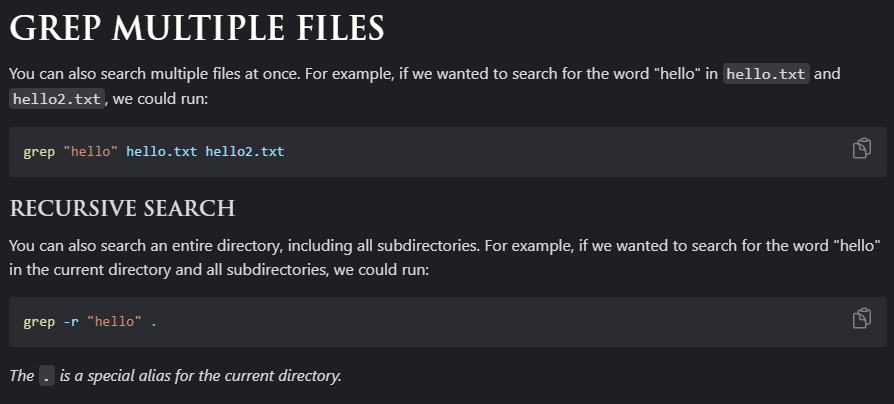 GREP MULTIPLE FILES
You can also search multiple files at once. For example, if we wanted to search for the word "hello" in hello.txt and
hello2.txt, we could run:
grep "hello" hello.txt hello2.txt
RECURSIVE SEARCH
You can also search an entire directory, including all subdirectories. For example, if we wanted to search for the word "hello"
in the current directory and all subdirectories, we could run:
grep -r "hello" .
The . is a special alias for the current directory.